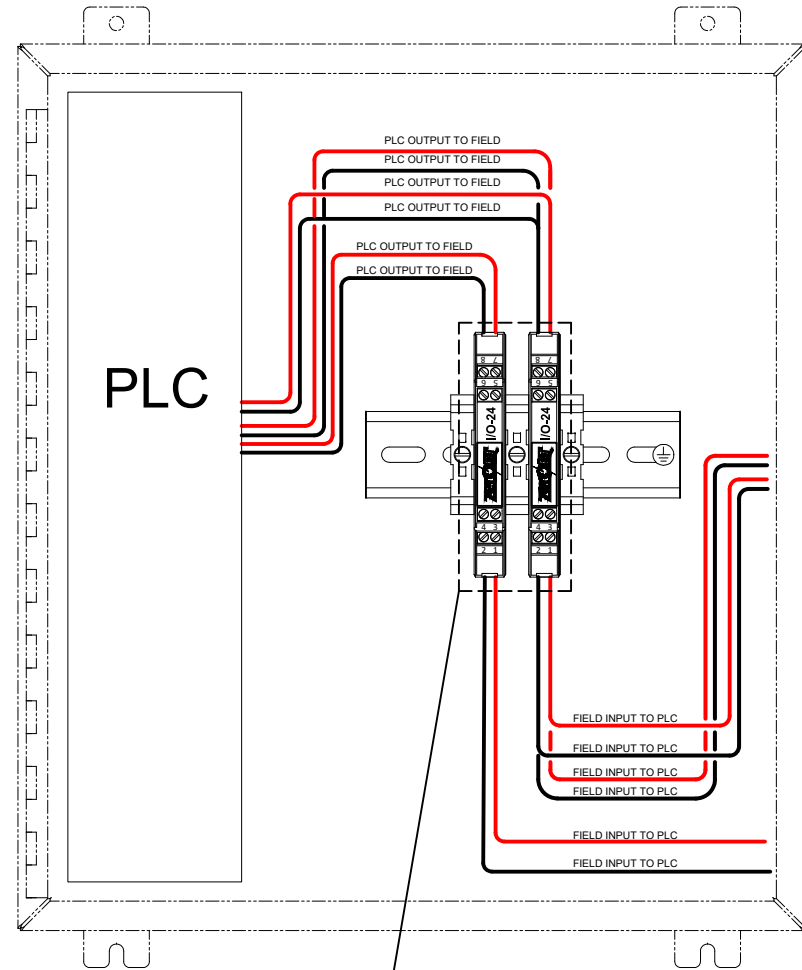 PLC OUTPUT TO FIELD
PLC OUTPUT TO FIELD
PLC OUTPUT TO FIELD
PLC OUTPUT TO FIELD
PLC OUTPUT TO FIELD
PLC OUTPUT TO FIELD
PLC
8 7
6 5
I/O-24
4 3
2 1
8 7
6 5
I/O-24
4 3
2 1
FIELD INPUT TO PLC
FIELD INPUT TO PLC
FIELD INPUT TO PLC
FIELD INPUT TO PLC
FIELD INPUT TO PLC
FIELD INPUT TO PLC